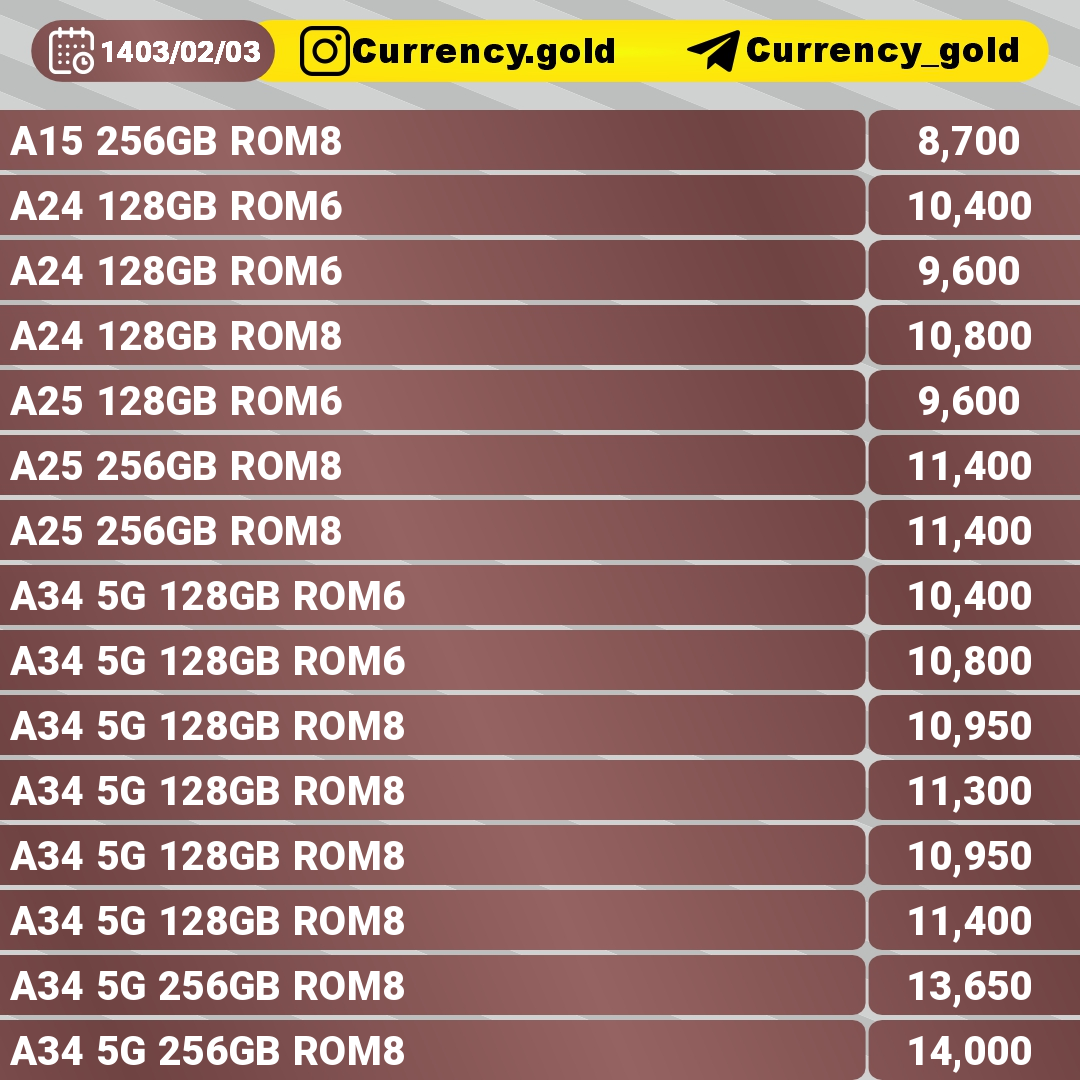 1403/02/03 Currency.gold Currency_gold
A15 256GB ROM8 8,700
A24 128GB ROM6 10,400
A24 128GB ROM6 9,600
A24 128GB ROM8 10,800
A25 128GB ROM6 9,600
A25 256GB ROM8 11,400
A25 256GB ROM8 11,400
A34 5G 128GB ROM6 10,400
A34 5G 128GB ROM6 10,800
A34 5G 128GB ROM8 10,950
A34 5G 128GB ROM8 11,300
A34 5G 128GB ROM8 10,950
A34 5G 128GB ROM8 11,400
A34 5G 256GB ROM8 13,650
A34 5G 256GB ROM8 14,000